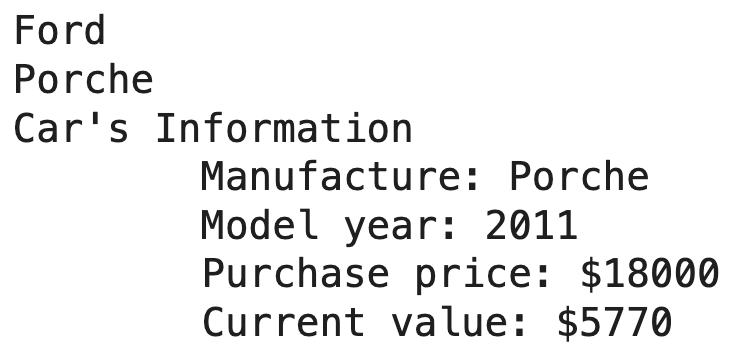 Ford
Porche
Car's Information
Manufacture: Porche
Model year: 2011
Purchase price: $18000
Current value: $5770